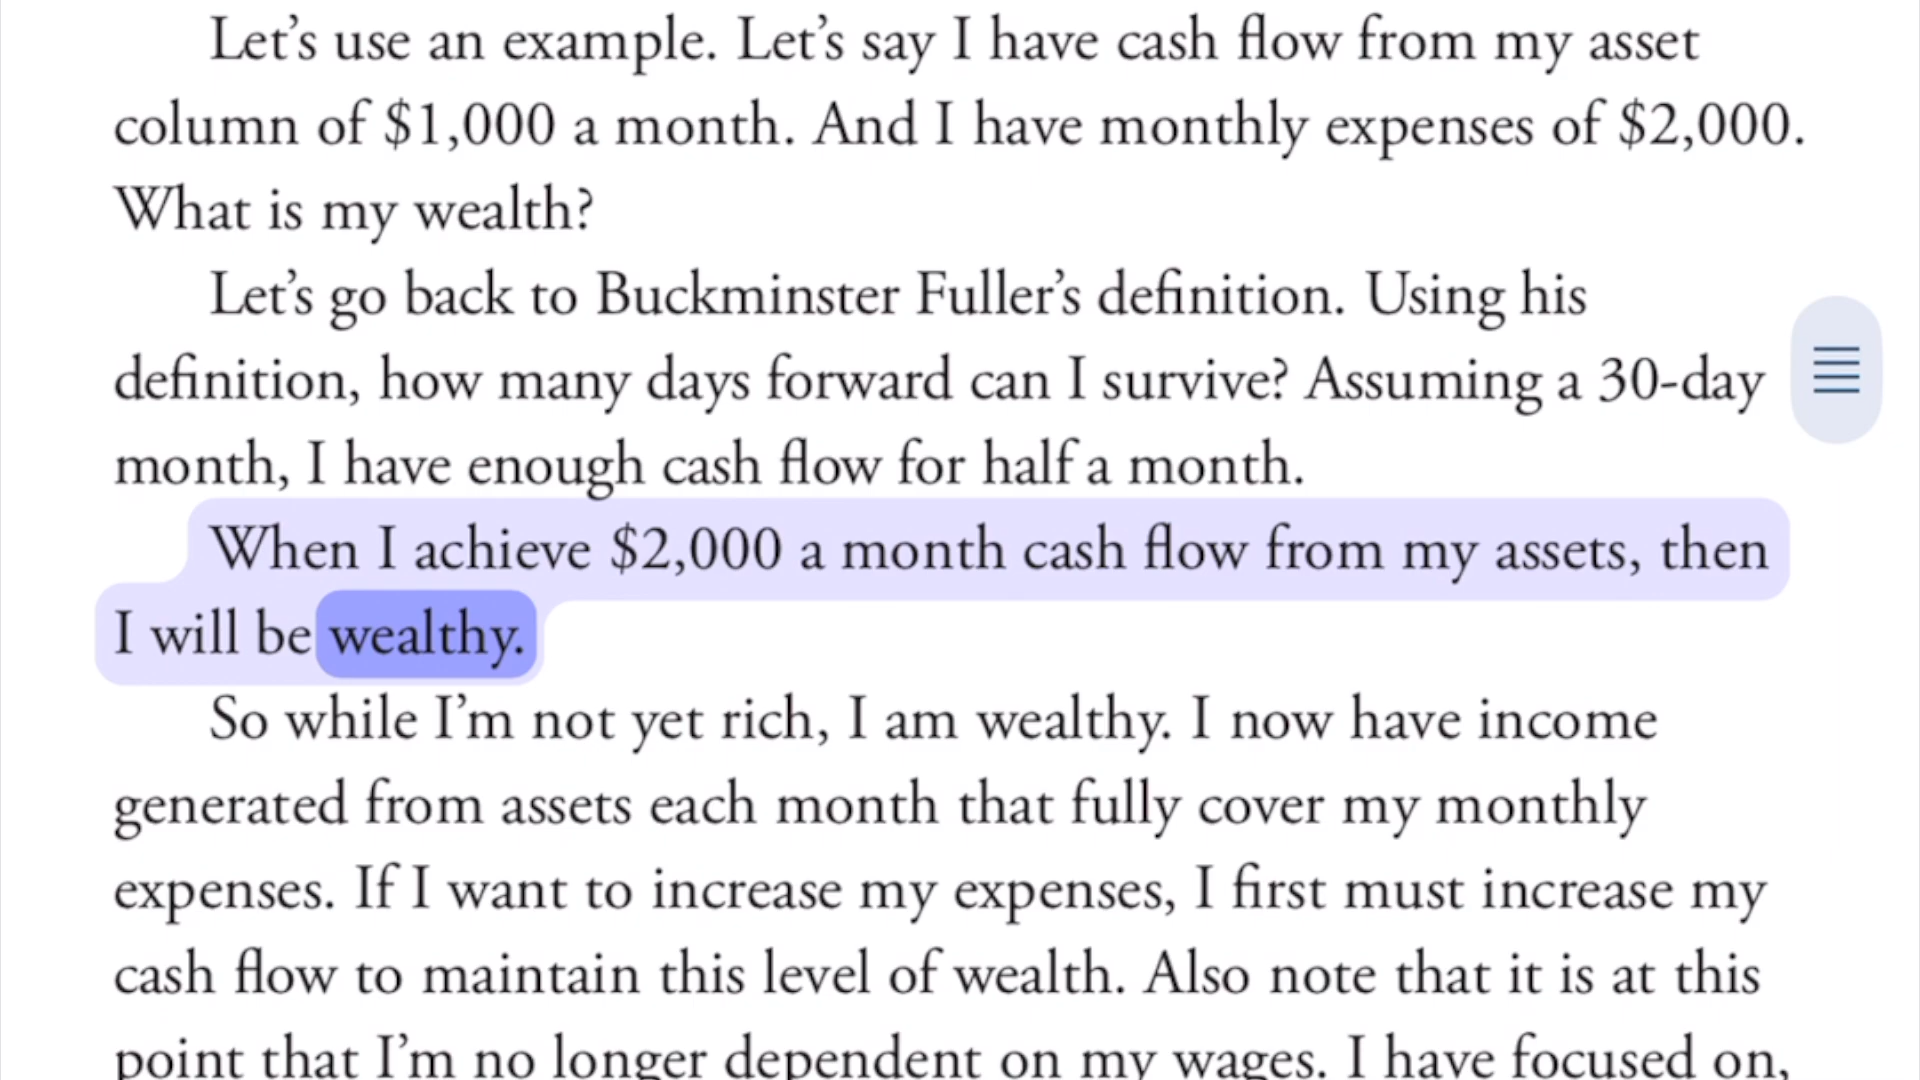 Let’s use an example. Let’s say I have cash flow from my asset
column of $1,000 a month. And I have monthly expenses of $2,000.
What is my wealth?
Let’s go back to Buckminster Fuller’s definition. Using his
definition, how many days forward can I survive? Assuming a 30-day
month, I have enough cash flow for half a month.
When I achieve $2,000 a month cash flow from my assets, then
I will be wealthy.
So while I’m not yet rich, I am wealthy. I now have income
generated from assets each month that fully cover my monthly
expenses. If I want to increase my expenses, I first must increase my
cash flow to maintain this level of wealth. Also note that it is at this
point that I’m no longer dependent on my wages. I have focused on,